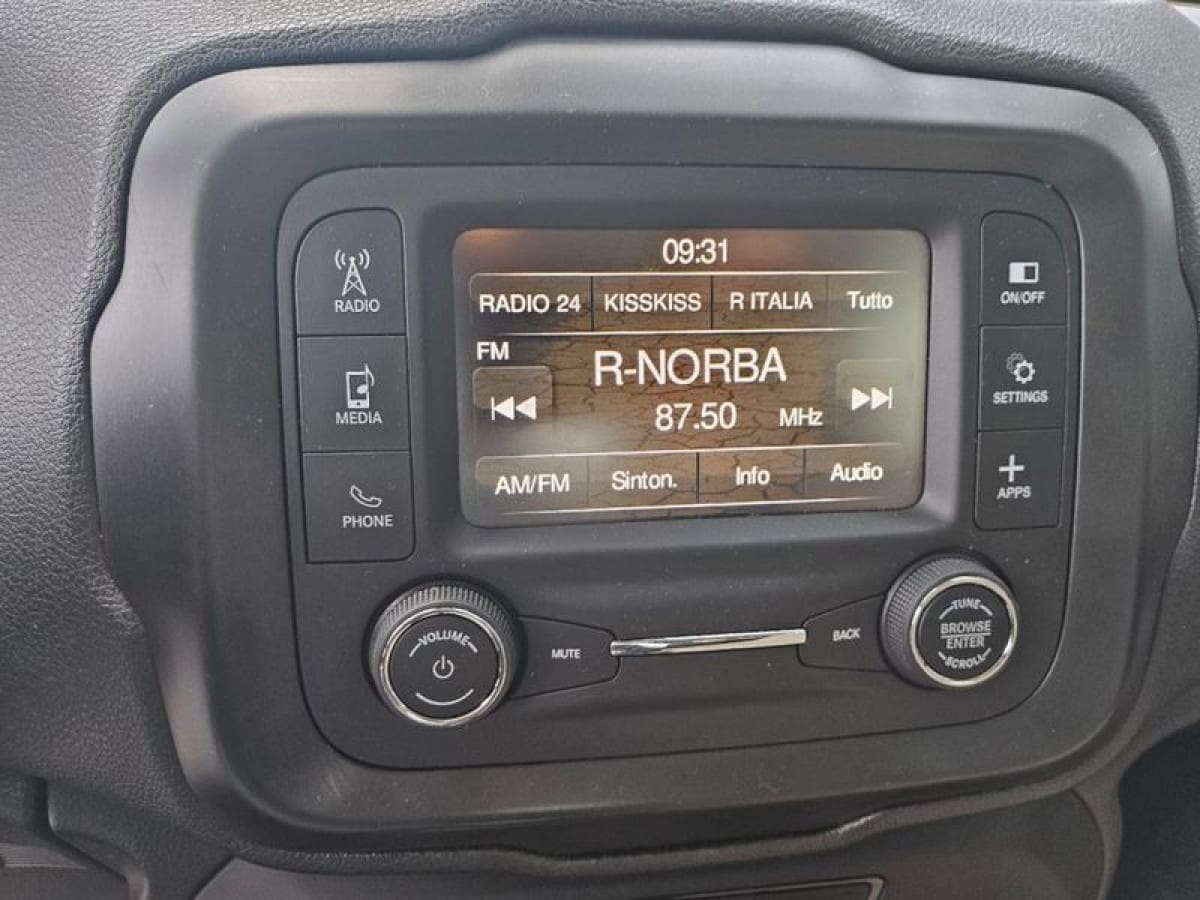 09:31
RADIO 24 KISSKISS R ITALIA Tutto
FM
R-NORBA
87.50 MHz
AM/FM Sinton. Info Audio
RADIO
MEDIA
PHONE
ON/OFF
SETTINGS
APPS
VOLUME
MUTE
BACK
TUNE
BROWSE
ENTER
SCROLL